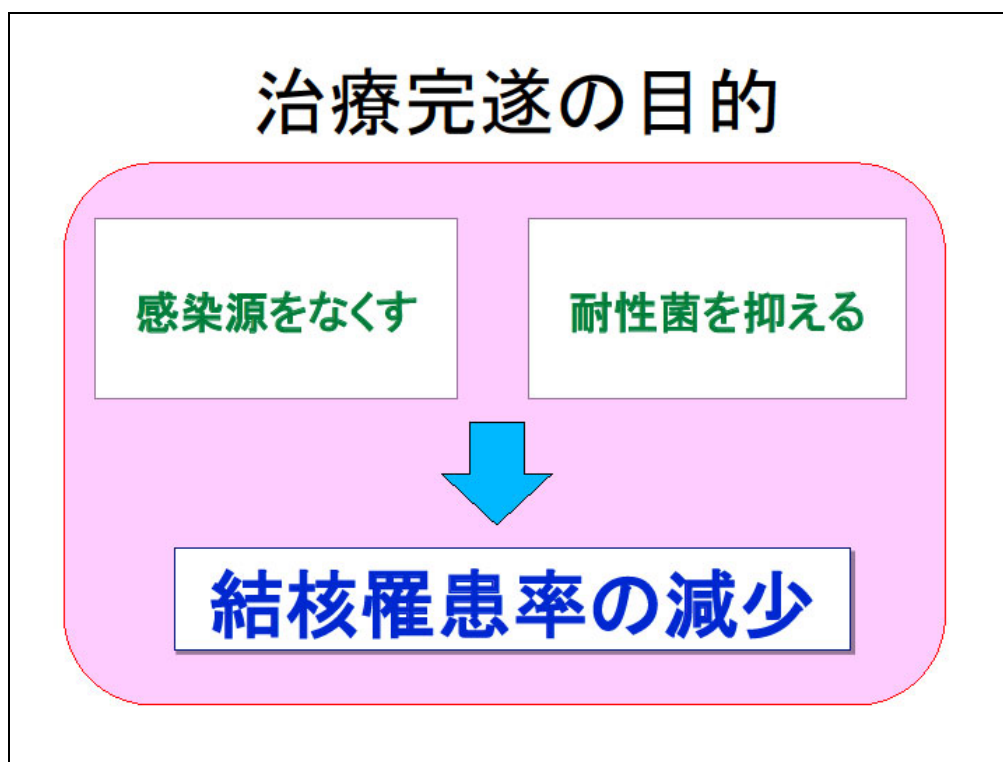 治療完遂の目的
感染源をなくす
耐性菌を抑える
結核罹患率の減少